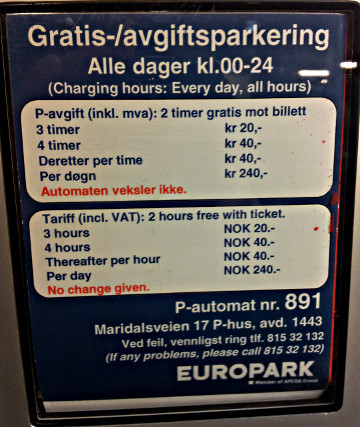 Gratis-/avgiftsparkering
Alle dager kl.00-24
(Charging hours: Every day, all hours)
P-avgift (inkl. mva): 2 timer gratis mot billett
3 timer kr 20,-
4 timer kr 40,-
Deretter per time kr 40,-
Per døgn kr 240,-
Automaten veksler ikke.
Tariff (incl. VAT): 2 hours free with ticket.
3 hours NOK 20.-
4 hours NOK 40.-
Thereafter per hour NOK 40.-
Per day NOK 240.-
No change given.
P-automat nr. 891
Maridalsveien 17 P-hus, avd. 1443
Ved feil, vennligst ring tlf. 815 32 132
(If any problems, please call 815 32 132)
EUROPARK
Member of APCOA Group